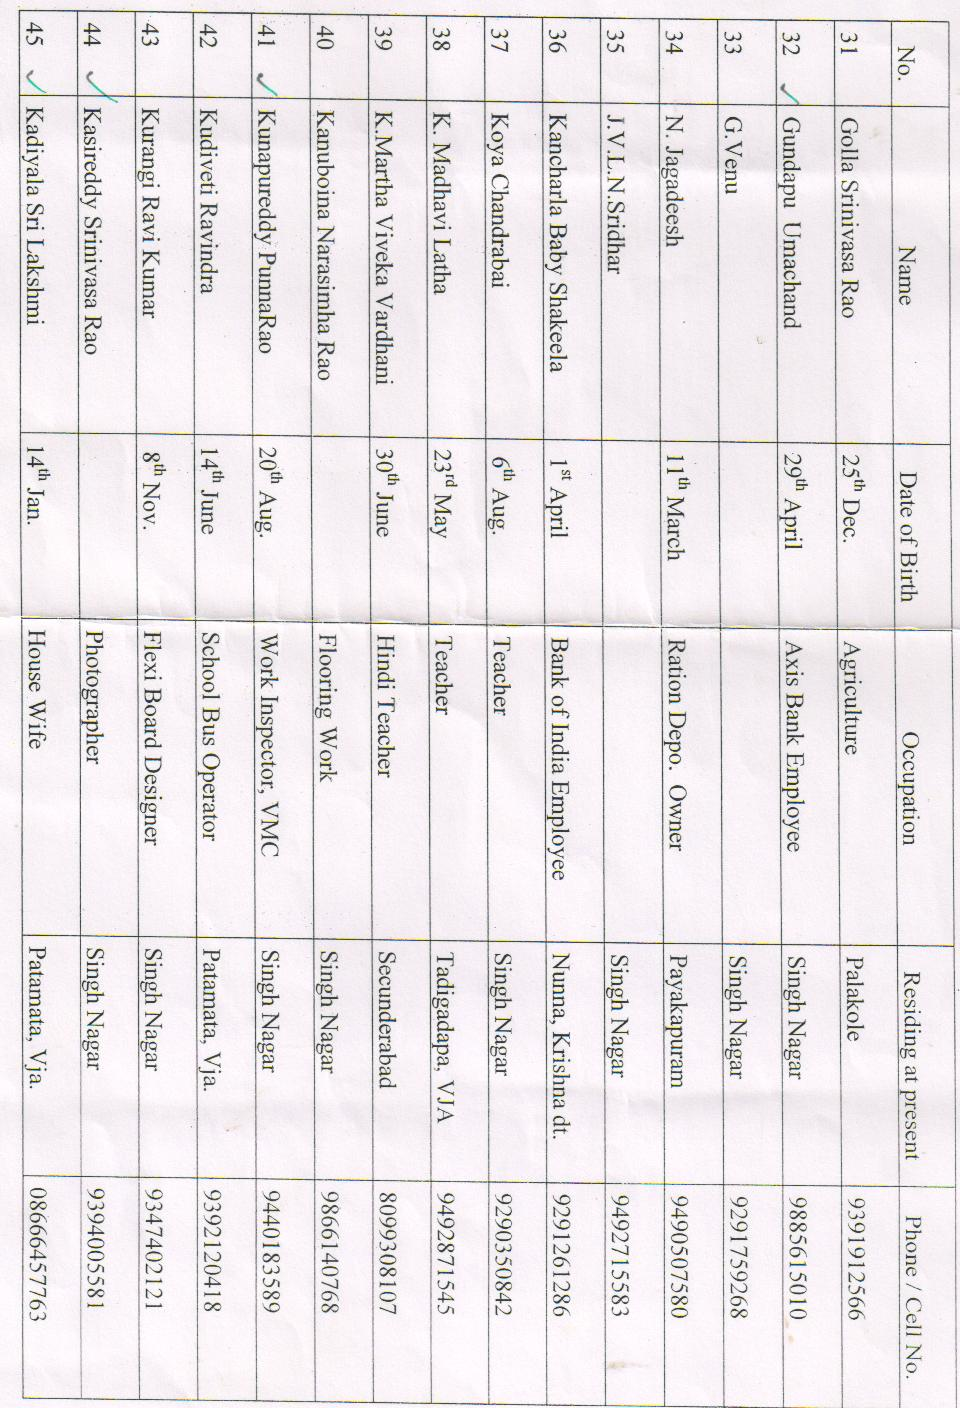 No. Name Date of Birth Occupation Residing at present Phone / Cell No.
31 Golla Srinivasa Rao 25th Dec. Agriculture Palakole 9391912566
32 Gundapu Umachand 29th April Axis Bank Employee Singh Nagar 9885615010
33 G.Venu Singh Nagar 9291759268
34 N. Jagadeesh 11th March Ration Depo. Owner Payakapuram 9490507580
35 J.V.L.N.Sridhar Singh Nagar 9492715583
36 Kancharla Baby Shakeela 1st April Bank of India Employee Nunna, Krishna dt. 9291261286
37 Koya Chandrabai 6th Aug. Teacher Singh Nagar 9290350842
38 K. Madhavi Latha 23rd May Teacher Tadigadapa, VJA 9492871545
39 K.Martha Viveka Vardhani 30th June Hindi Teacher Secunderabad 8099308107
40 Kanuboina Narasimha Rao Flooring Work Singh Nagar 9866140768
41 Kunapureddy PunnaRao 20th Aug. Work Inspector, VMC Singh Nagar 9440183589
42 Kudiveti Ravindra 14th June School Bus Operator Patamata, Vja. 9392120418
43 Kurangi Ravi Kumar 8th Nov. Flexi Board Designer Singh Nagar 9347402121
44 Kasireddy Srinivasa Rao Photographer Singh Nagar 9394005581
45 Kadiyala Sri Lakshmi 14th Jan. House Wife Patamata, Vja. 08666457763